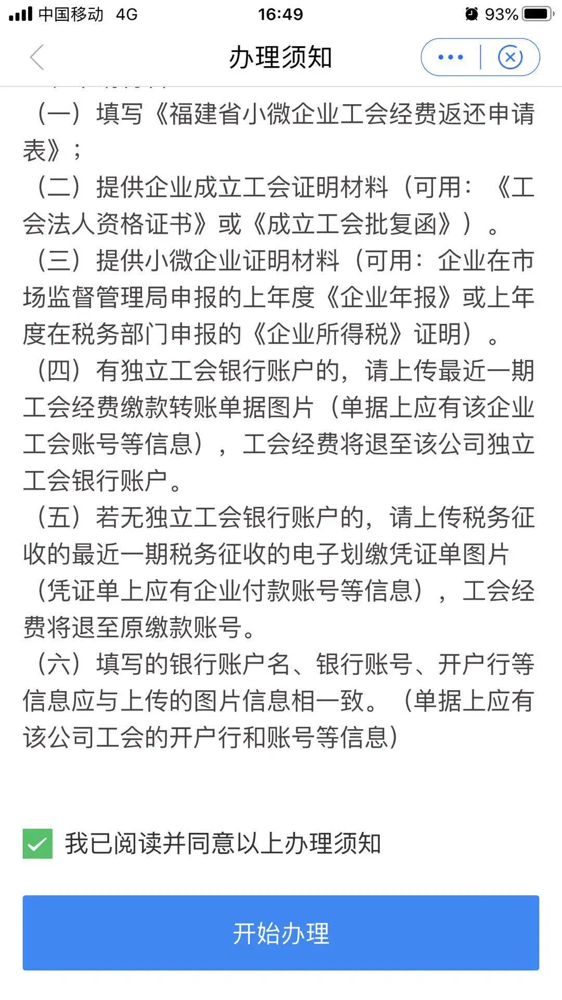 中国移动 4G 16:49 93%
办理须知
（一）填写《福建省小微企业工会经费返还申请
表》；
（二）提供企业成立工会证明材料（可用：《工
会法人资格证书》或《成立工会批复函》）。
（三）提供小微企业证明材料（可用：企业在市
场监督管理局申报的上年度《企业年报》或上年
度在税务部门申报的《企业所得税》证明）。
（四）有独立工会银行账户的，请上传最近一期
工会经费缴款转账单据图片（单据上应有该企业
工会账号等信息），工会经费将退至该公司独立
工会银行账户。
（五）若无独立工会银行账户的，请上传税务征
收的最近一期税务征收的电子划缴凭证单图片
（凭证单上应有企业付款账号等信息），工会经
费将退至原缴款账号。
（六）填写的银行账户名、银行账号、开户行等
信息应与上传的图片信息相一致。（单据上应有
该公司工会的开户行和账号等信息）
我已阅读并同意以上办理须知
开始办理